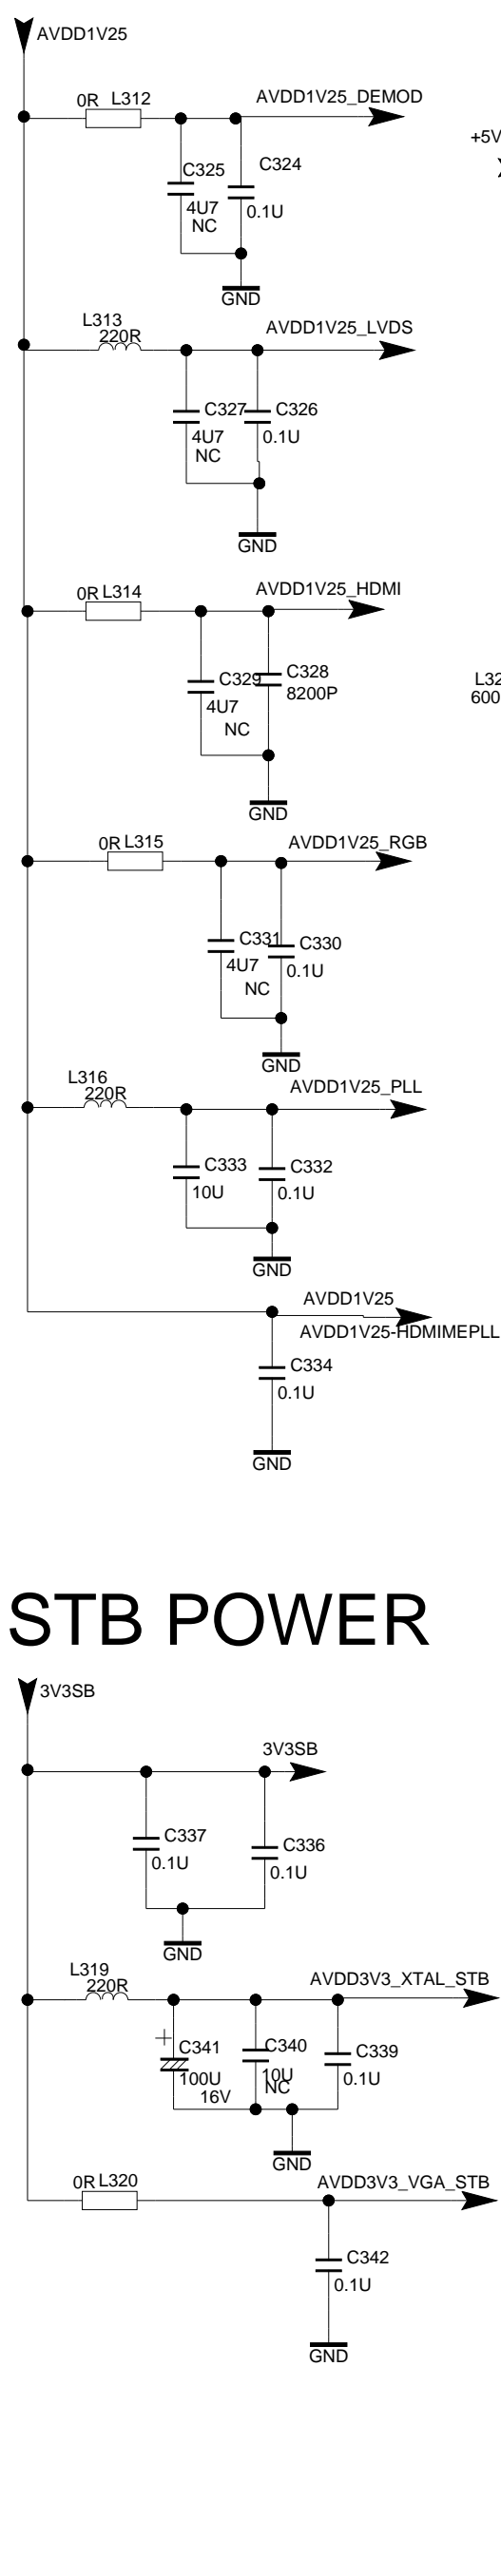 AVDD1V25
0R L312
AVDD1V25_DEMOD
+5V
C325
C324
4U7
0.1U
NC
GND
L313
220R
AVDD1V25_LVDS
C327
C326
4U7
0.1U
NC
GND
0R L314
AVDD1V25_HDMI
C329
C328
8200P
4U7
NC
L32
600
GND
0R L315
AVDD1V25_RGB
C331
C330
4U7
0.1U
NC
GND
L316
220R
AVDD1V25_PLL
C333
C332
10U
0.1U
GND
AVDD1V25
AVDD1V25-HDMIMEPLL
C334
0.1U
GND
STB POWER
3V3SB
3V3SB
C337
C336
0.1U
0.1U
GND
L319
220R
AVDD3V3_XTAL_STB
C341
C340
C339
100U
10U
0.1U
16V
NC
GND
0R L320
AVDD3V3_VGA_STB
C342
0.1U
GND